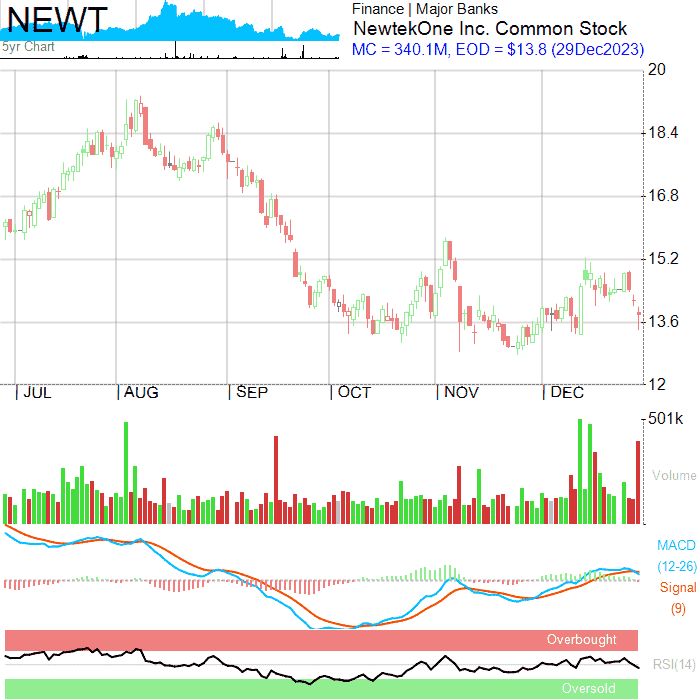 NEWT
5yr Chart
Finance | Major Banks
NewtekOne Inc. Common Stock
MC = 340.1M, EOD = $13.8 (29Dec2023)
20
18.4
16.8
15.2
13.6
12
JUL AUG SEP OCT NOV DEC
501k
Volume
MACD
(12-26)
Signal
(9)
Overbought
RSI(14)
Oversold